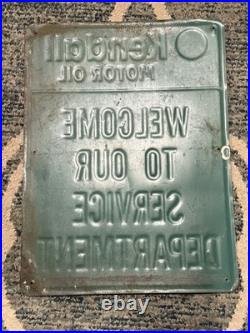 Kendall
MOTOR OIL
WELCOME
TO OUR
SERVICE
DEPARTMENT